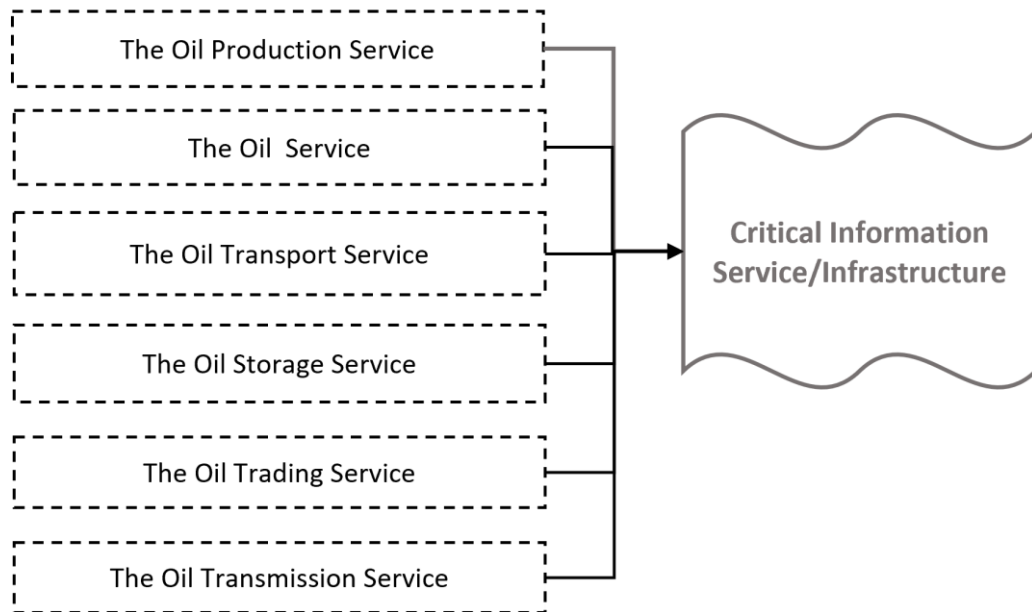 The Oil Production Service
The Oil  Service
The Oil Transport Service
The Oil Storage Service
The Oil Trading Service
The Oil Transmission Service
Critical Information
Service/Infrastructure